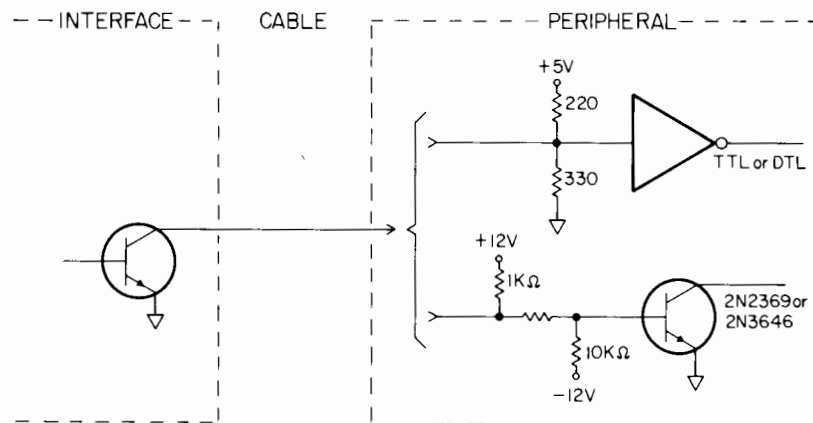 INTERFACE
CABLE
PERIPHERAL
+5V
220
330
TTL or DTL
+12V
1KΩ
10KΩ
-12V
2N2369 or
2N3646